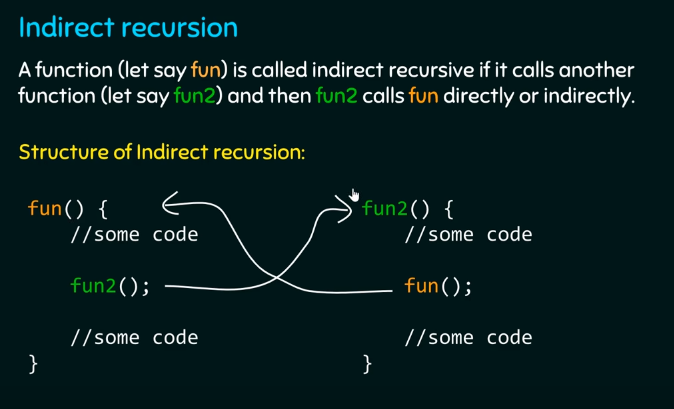 Indirect recursion
A function (let say fun) is called indirect recursive if it calls another
function (let say fun2) and then fun2 calls fun directly or indirectly.
Structure of Indirect recursion:
fun() {
//some code
fun2();
//some code
}
fun2() {
//some code
fun();
//some code
}